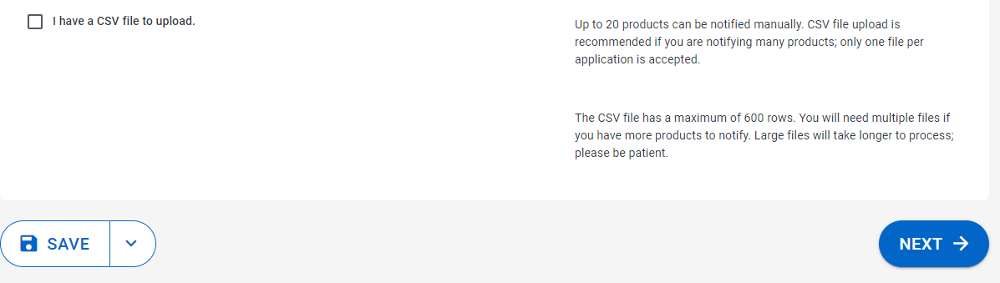 I have a CSV file to upload.
Up to 20 products can be notified manually. CSV file upload is
recommended if you are notifying many products; only one file per
application is accepted.
The CSV file has a maximum of 600 rows. You will need multiple files if
you have more products to notify. Large files will take longer to process;
please be patient.
SAVE
NEXT